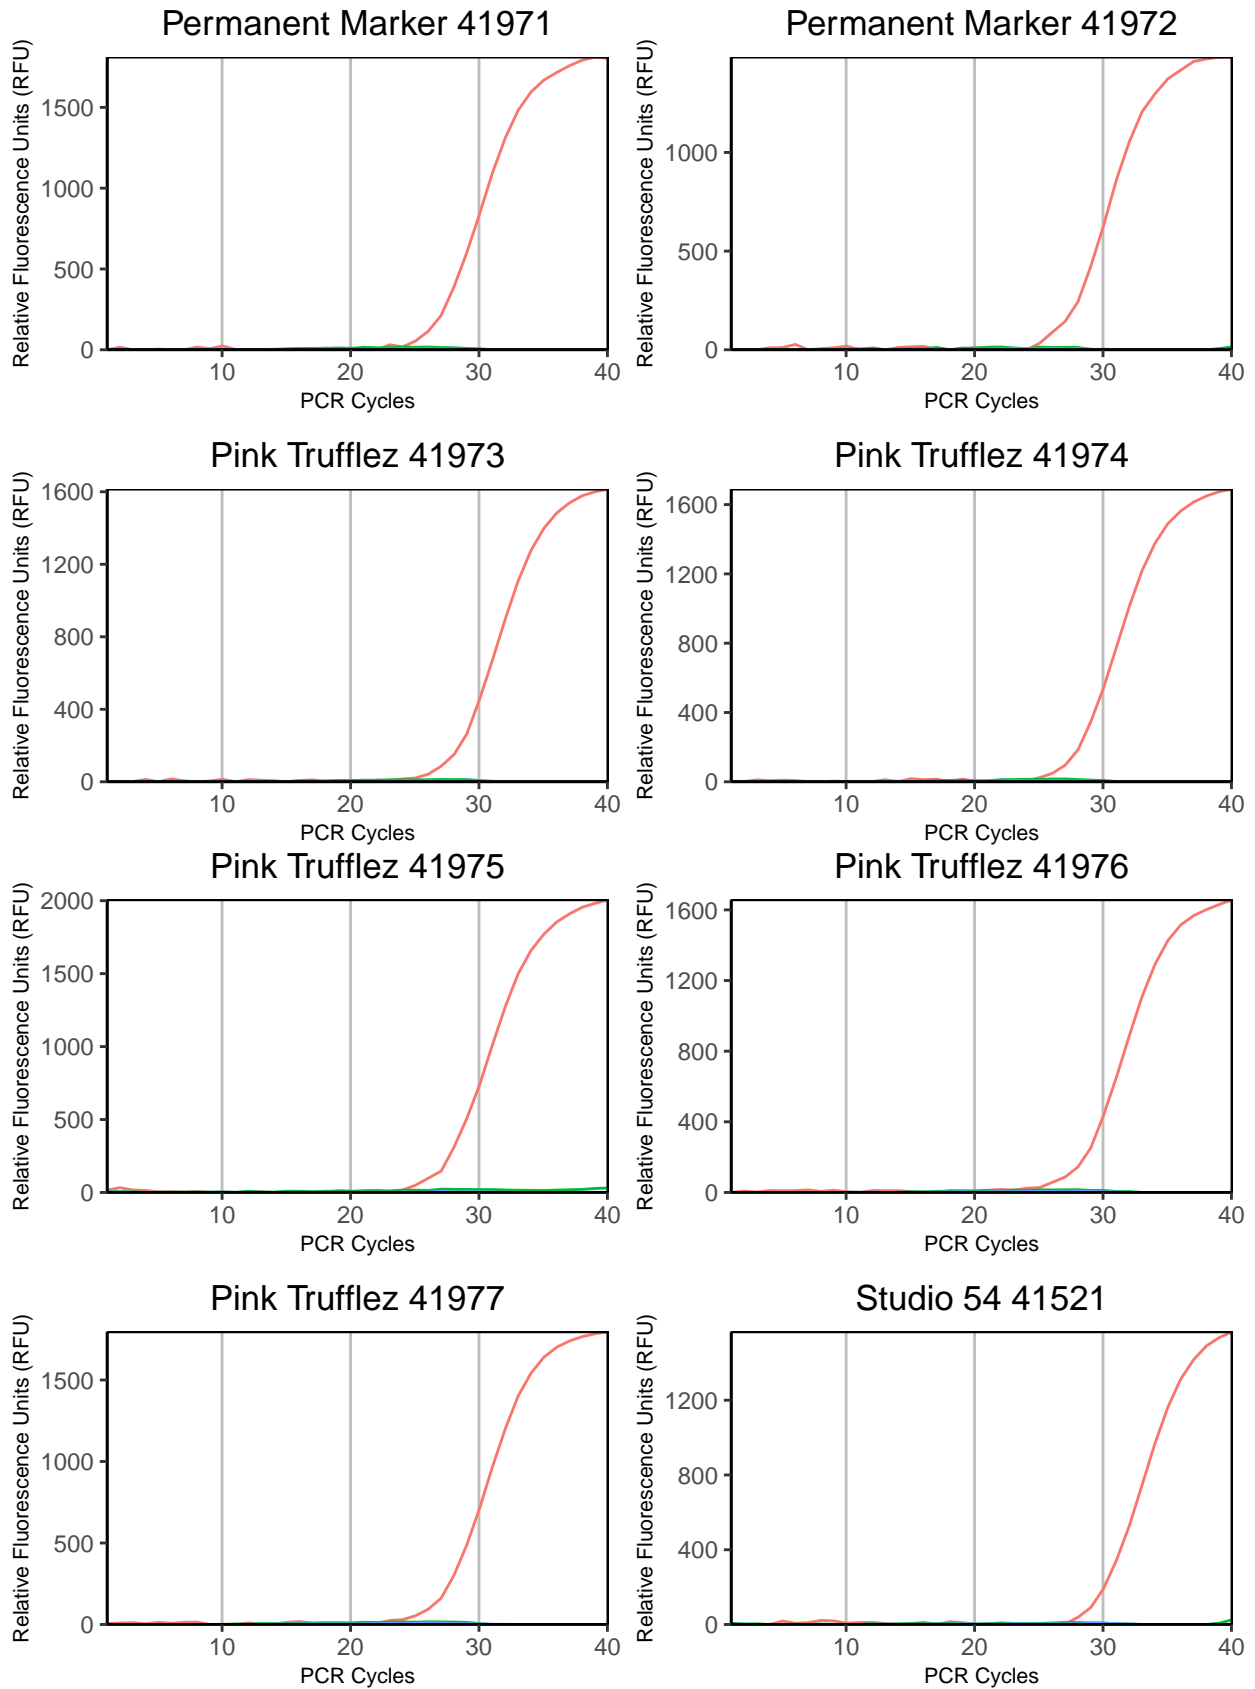 Permanent Marker 41971
Relative Fluorescence Units (RFU)
1500
1000
500
0
10 20 30 40
PCR Cycles
Permanent Marker 41972
Relative Fluorescence Units (RFU)
1000
500
0
10 20 30 40
PCR Cycles
Pink Trufflez 41973
Relative Fluorescence Units (RFU)
1600
1200
800
400
0
10 20 30 40
PCR Cycles
Pink Trufflez 41974
Relative Fluorescence Units (RFU)
1600
1200
800
400
0
10 20 30 40
PCR Cycles
Pink Trufflez 41975
Relative Fluorescence Units (RFU)
2000
1500
1000
500
0
10 20 30 40
PCR Cycles
Pink Trufflez 41976
Relative Fluorescence Units (RFU)
1600
1200
800
400
0
10 20 30 40
PCR Cycles
Pink Trufflez 41977
Relative Fluorescence Units (RFU)
1500
1000
500
0
10 20 30 40
PCR Cycles
Studio 54 41521
Relative Fluorescence Units (RFU)
1200
800
400
0
10 20 30 40
PCR Cycles